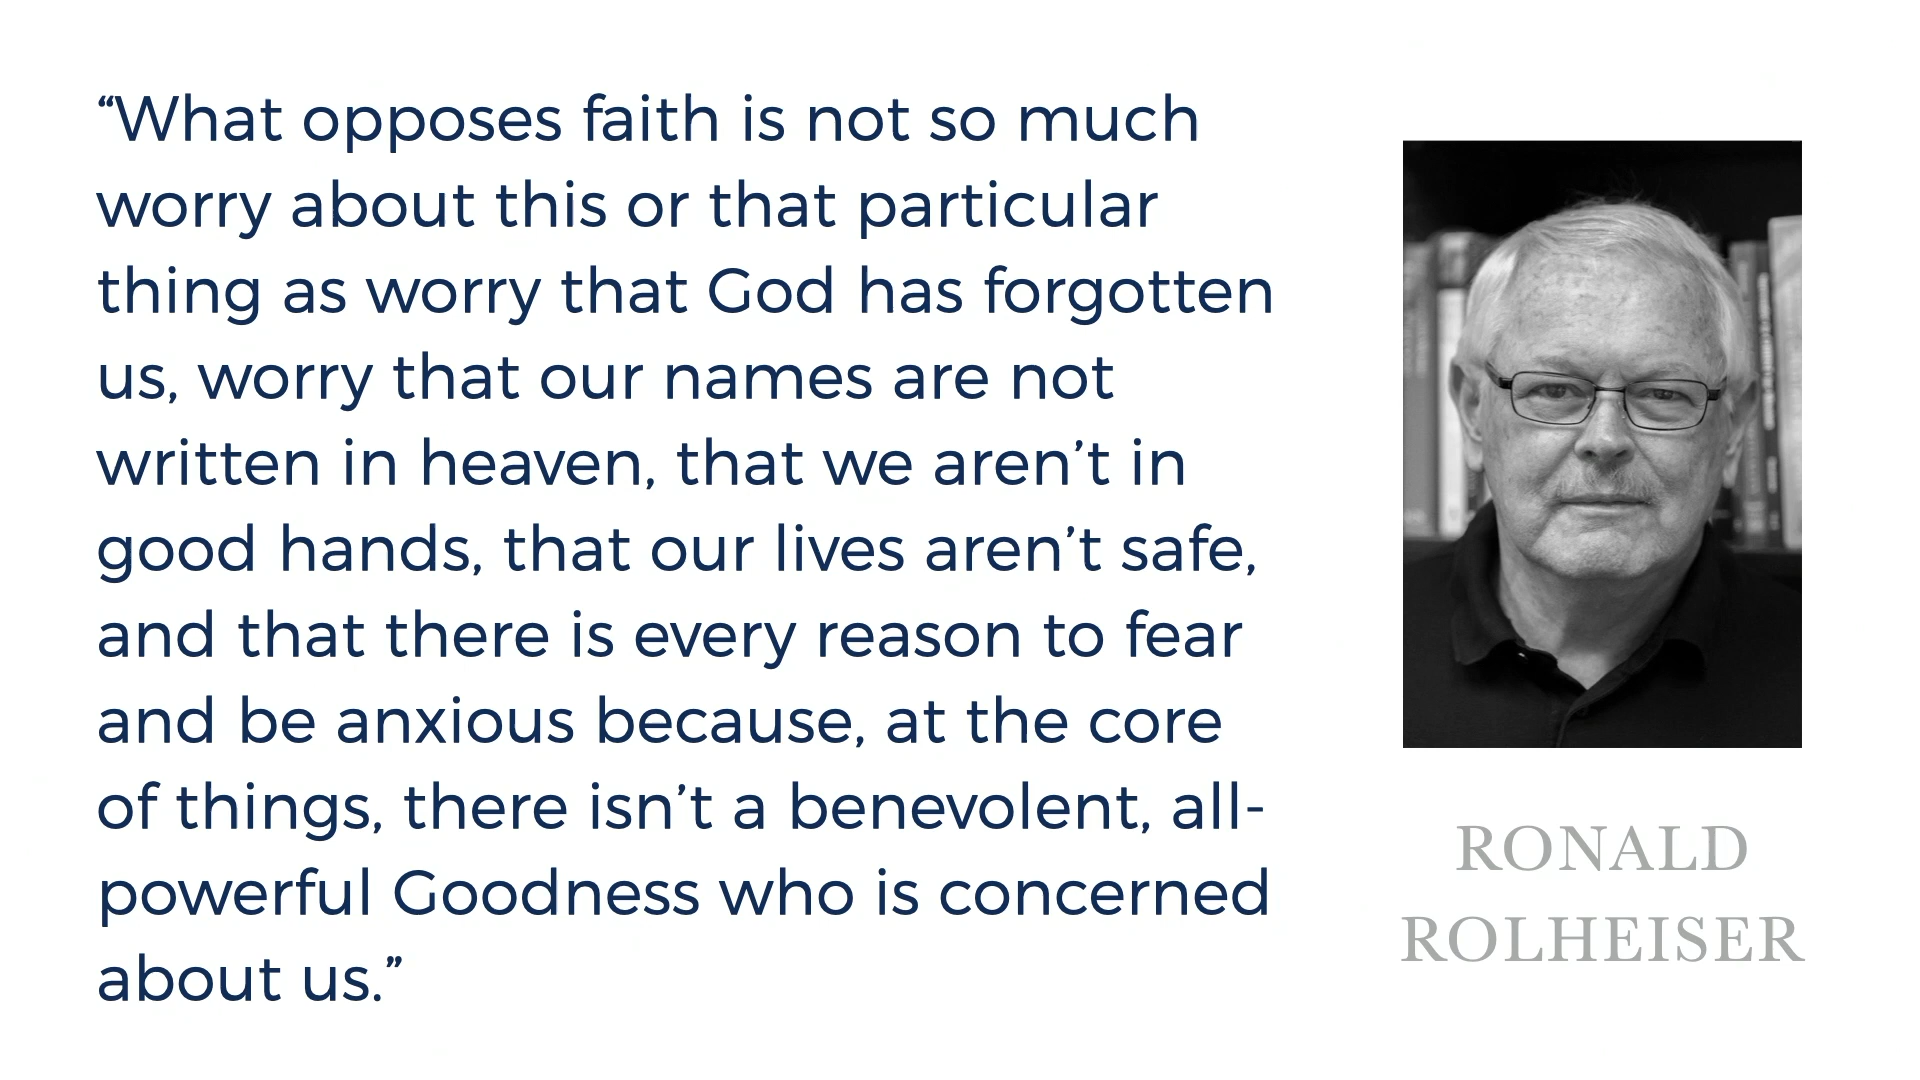 “What opposes faith is not so much
worry about this or that particular
thing as worry that God has forgotten
us, worry that our names are not
written in heaven, that we aren’t in
good hands, that our lives aren’t safe,
and that there is every reason to fear
and be anxious because, at the core
of things, there isn’t a benevolent, all-
powerful Goodness who is concerned
about us.”
RONALD
ROLHEISER